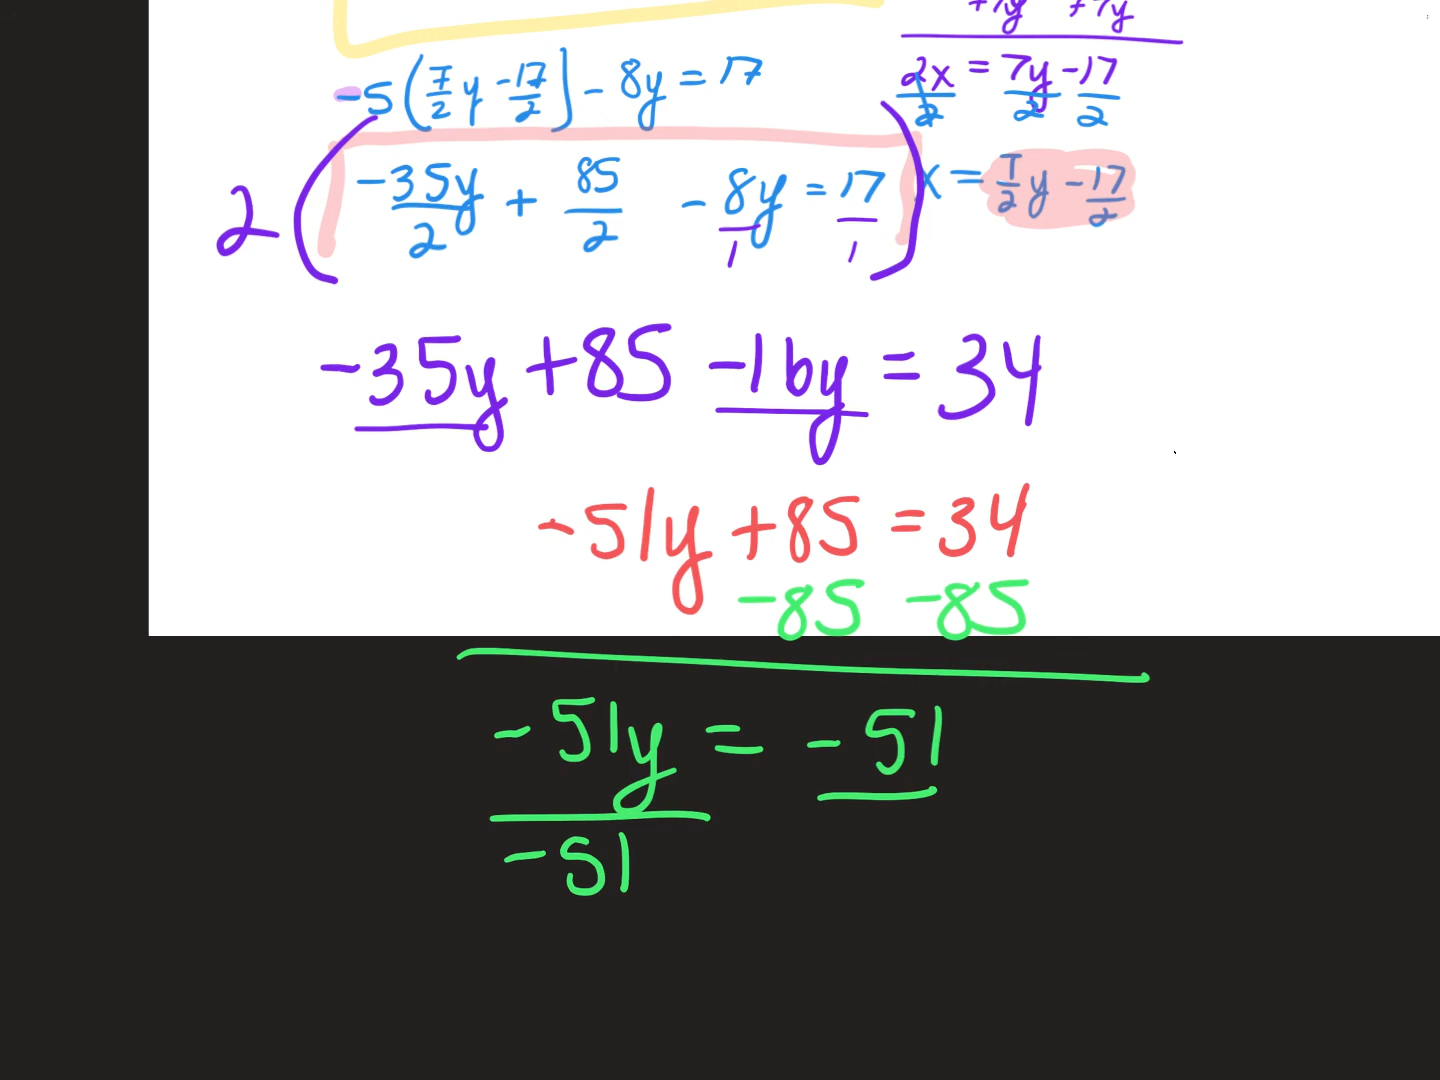 +7y +7y
-5(7/2 y - 17/2) - 8y = 17
2x/2 = 7y/2 - 17/2
2(-35y/2 + 85/2 - 8y/1 = 17/1)
x = 7/2 y - 17/2
-35y + 85 - 16y = 34
-51y + 85 = 34
-85 -85
-51y = -51
-51